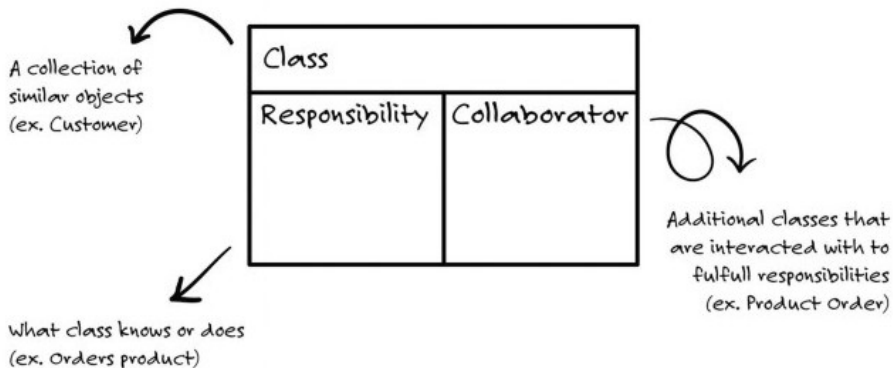 A collection of
similar objects
(ex. Customer)
Class
Responsibility
Collaborator
Additional classes that
are interacted with to
fulfull responsibilities
(ex. Product Order)
What class knows or does
(ex. Orders product)